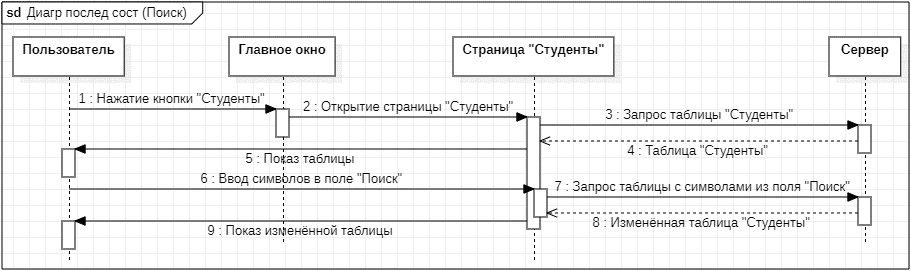 sd Диагр послед сост (Поиск)
Пользователь
Главное окно
Страница "Студенты"
Сервер
1 : Нажатие кнопки "Студенты"
2 : Открытие страницы "Студенты"
3 : Запрос таблицы "Студенты"
4 : Таблица "Студенты"
5 : Показ таблицы
6 : Ввод символов в поле "Поиск"
7 : Запрос таблицы с символами из поля "Поиск"
8 : Изменённая таблица "Студенты"
9 : Показ изменённой таблицы